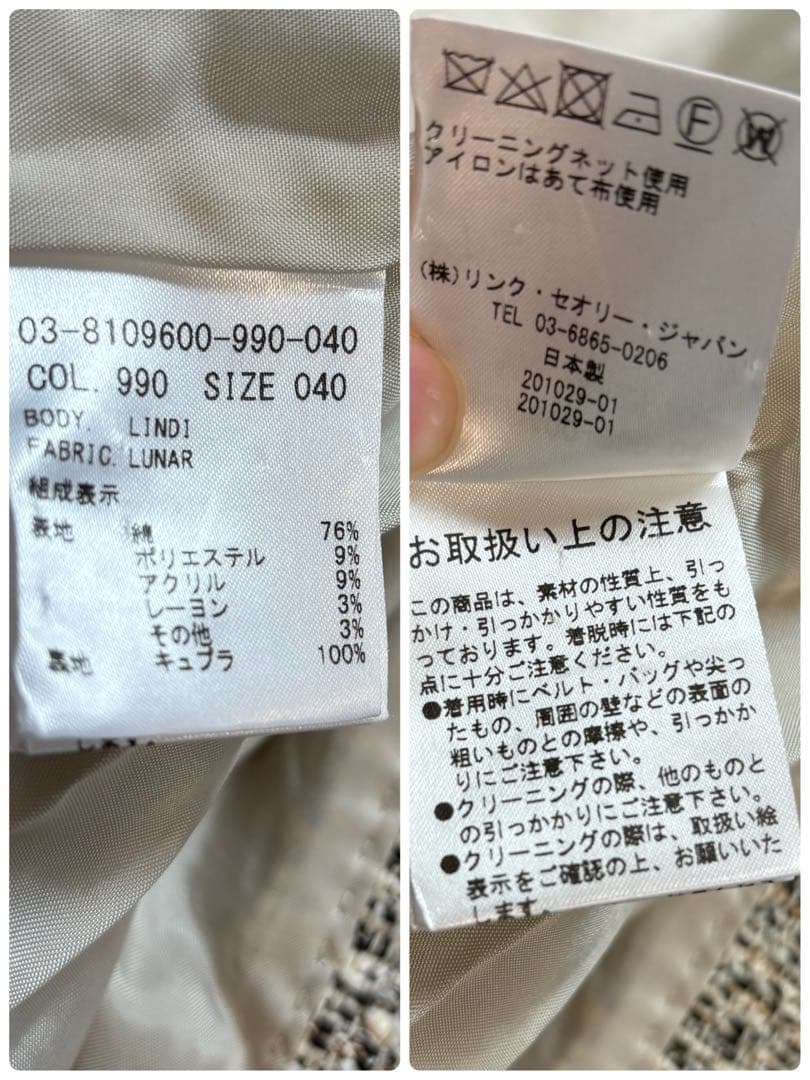 03-8109600-990-040
COL. 990 SIZE 040
BODY. LINDI
FABRIC. LUNAR
組成表示
表地 綿 76%
ポリエステル 9%
アクリル 9%
レーヨン 3%
その他 3%
裏地 キュプラ 100%
F
W
クリーニングネット使用
アイロンはあて布使用
(株)リンク・セオリー・ジャパン
TEL 03-6865-0206
日本製
201029-01
201029-01
お取扱い上の注意
この商品は、素材の性質上、引っ
かけ・引っかかりやすい性質をも
っております。着脱時には下記の
点に十分ご注意ください。
●着用時にベルト・バッグや尖っ
たもの、周囲の壁などの表面の
粗いものとの摩擦や、引っかか
りにご注意下さい。
●クリーニングの際、他のものと
の引っかかりにご注意下さい。
●クリーニングの際は、取扱い絵
表示をご確認の上、お願いいた
します。